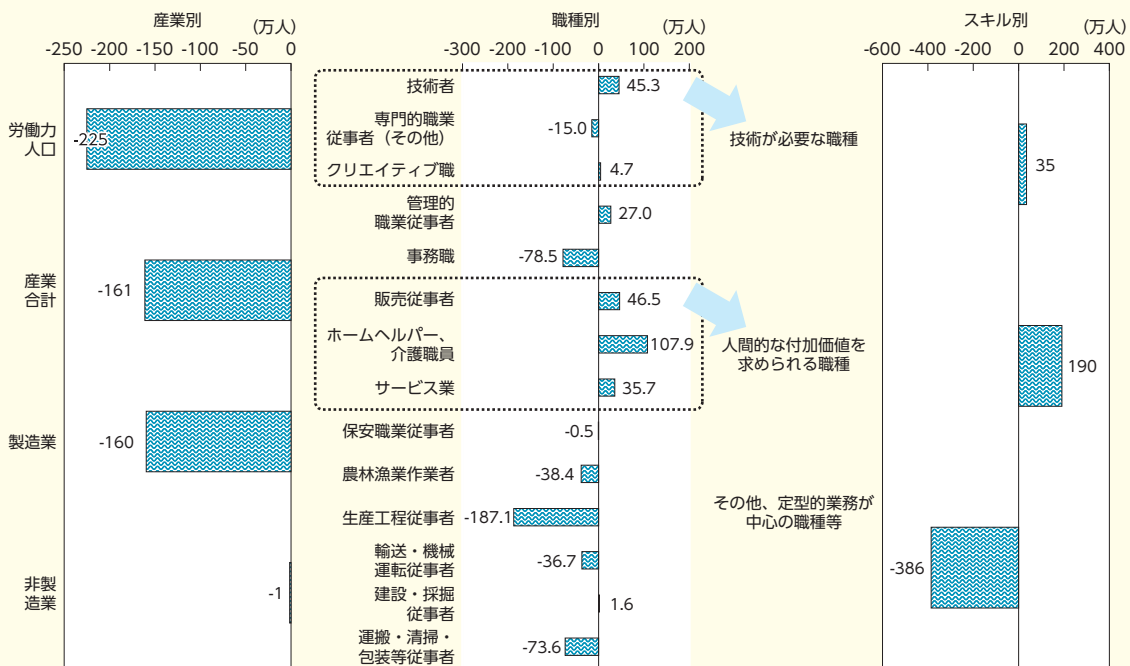 産業別
(万人)
-250 -200 -150 -100 -50 0
労働力
人口
-225
産業
合計
-161
製造業
-160
非製
造業
-1
職種別
(万人)
-300 -200 -100 0 100 200
技術者
45.3
専門的職業
従事者（その他）
-15.0
クリエイティブ職
4.7
管理的
職業従事者
27.0
事務職
-78.5
販売従事者
46.5
ホームヘルパー、
介護職員
107.9
サービス業
35.7
保安職業従事者
-0.5
農林漁業作業者
-38.4
生産工程従事者
-187.1
輸送・機械
運転従事者
-36.7
建設・採掘
従事者
1.6
運搬・清掃・
包装等従事者
-73.6
スキル別
(万人)
-600 -400 -200 0 200 400
技術が必要な職種
35
人間的な付加価値を
求められる職種
190
その他、定型的業務が
中心の職種等
-386